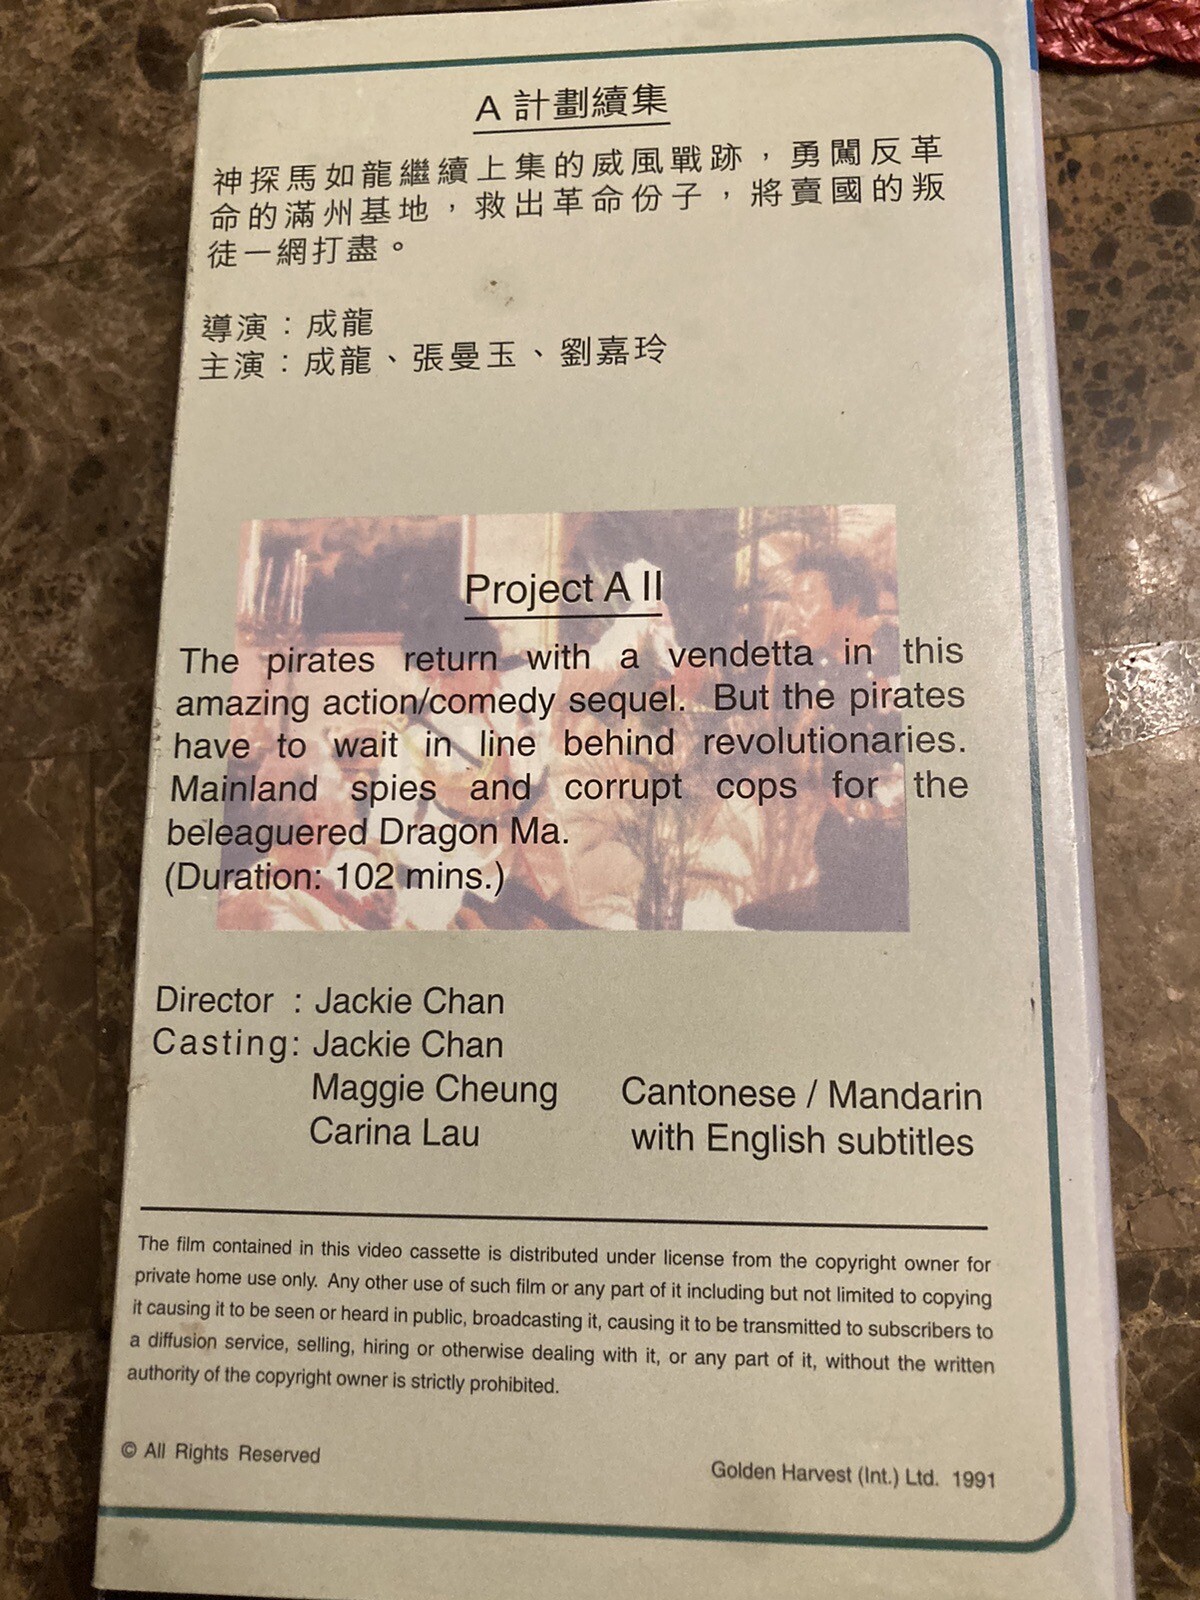 A 計劃續集
神探馬如龍繼續上集的威風戰跡，勇闖反革
命的滿州基地，救出革命份子，將賣國的叛
徒一網打盡。
導演：成龍
主演：成龍、張曼玉、劉嘉玲
Project A II
The pirates return with a vendetta in this
amazing action/comedy sequel. But the pirates
have to wait in line behind revolutionaries.
Mainland spies and corrupt cops for the
beleaguered Dragon Ma.
(Duration: 102 mins.)
Director : Jackie Chan
Casting: Jackie Chan
Maggie Cheung
Carina Lau
Cantonese / Mandarin
with English subtitles
The film contained in this video cassette is distributed under license from the copyright owner for
private home use only. Any other use of such film or any part of it including but not limited to copying
it causing it to be seen or heard in public, broadcasting it, causing it to be transmitted to subscribers to
a diffusion service, selling, hiring or otherwise dealing with it, or any part of it, without the written
authority of the copyright owner is strictly prohibited.
© All Rights Reserved
Golden Harvest (Int.) Ltd. 1991